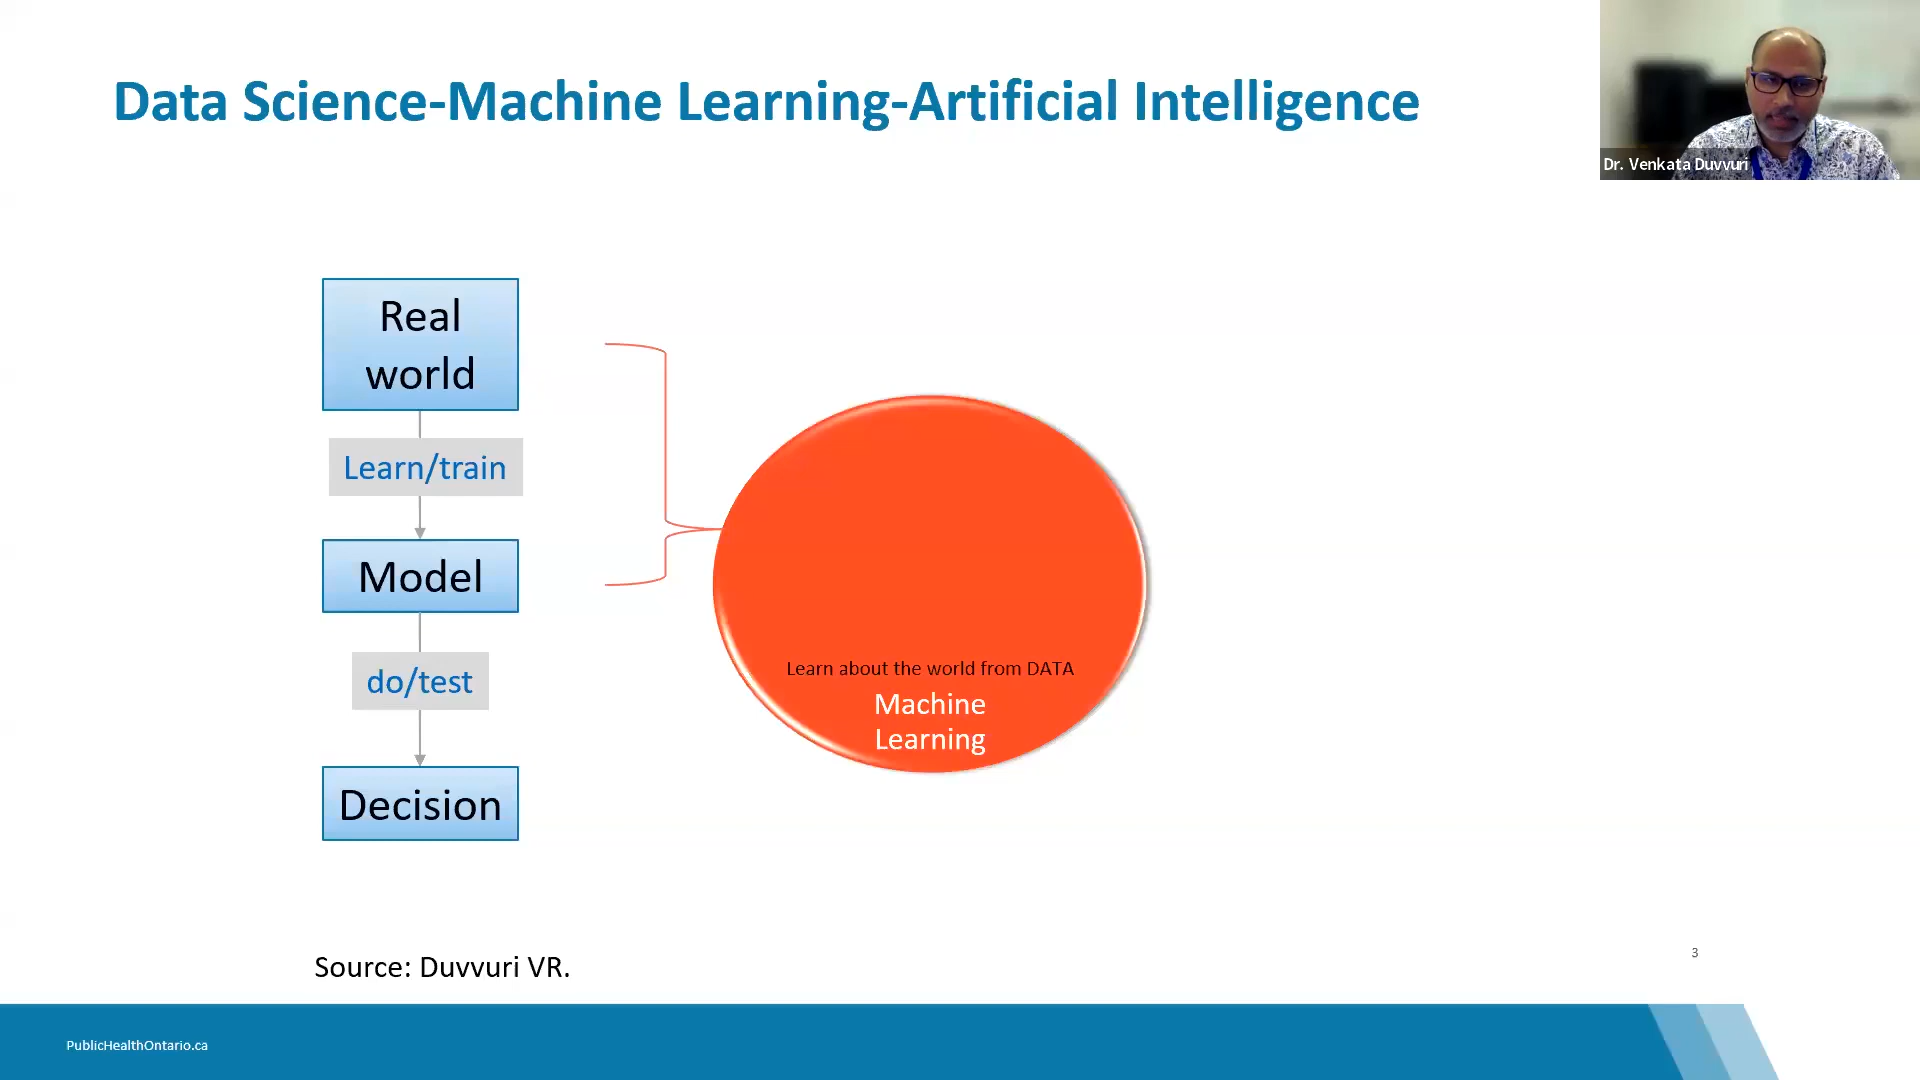 Data Science-Machine Learning-Artificial Intelligence
Dr. Venkata Duvvuri
Real
world
Learn/train
Model
do/test
Decision
Learn about the world from DATA
Machine
Learning
Source: Duvvuri VR.
3
PublicHealthOntario.ca